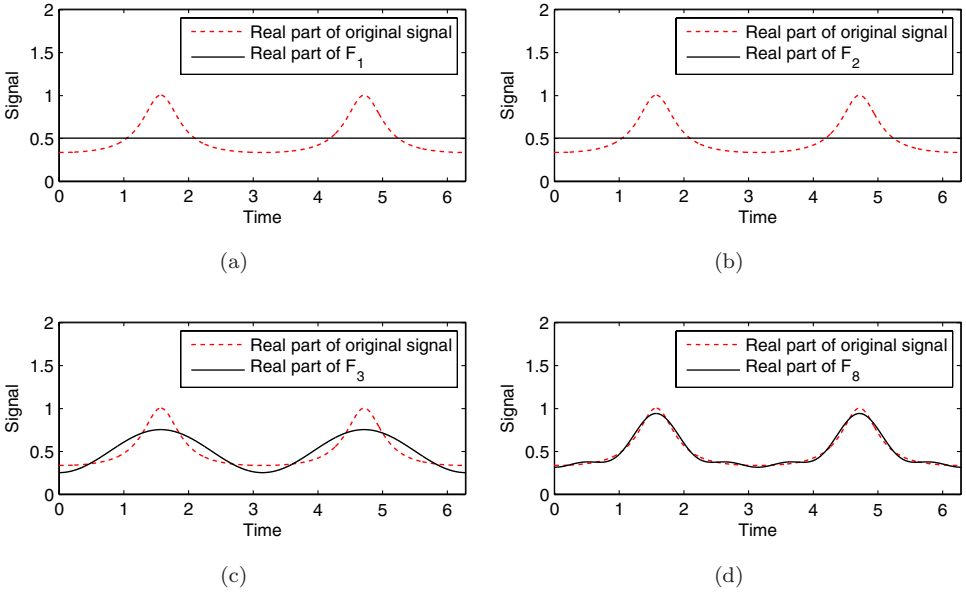 2
1.5
1
0.5
0
Signal
Real part of original signal
Real part of F1
0 1 2 3 4 5 6
Time
(a)
2
1.5
1
0.5
0
Signal
Real part of original signal
Real part of F2
0 1 2 3 4 5 6
Time
(b)
2
1.5
1
0.5
0
Signal
Real part of original signal
Real part of F3
0 1 2 3 4 5 6
Time
(c)
2
1.5
1
0.5
0
Signal
Real part of original signal
Real part of F8
0 1 2 3 4 5 6
Time
(d)